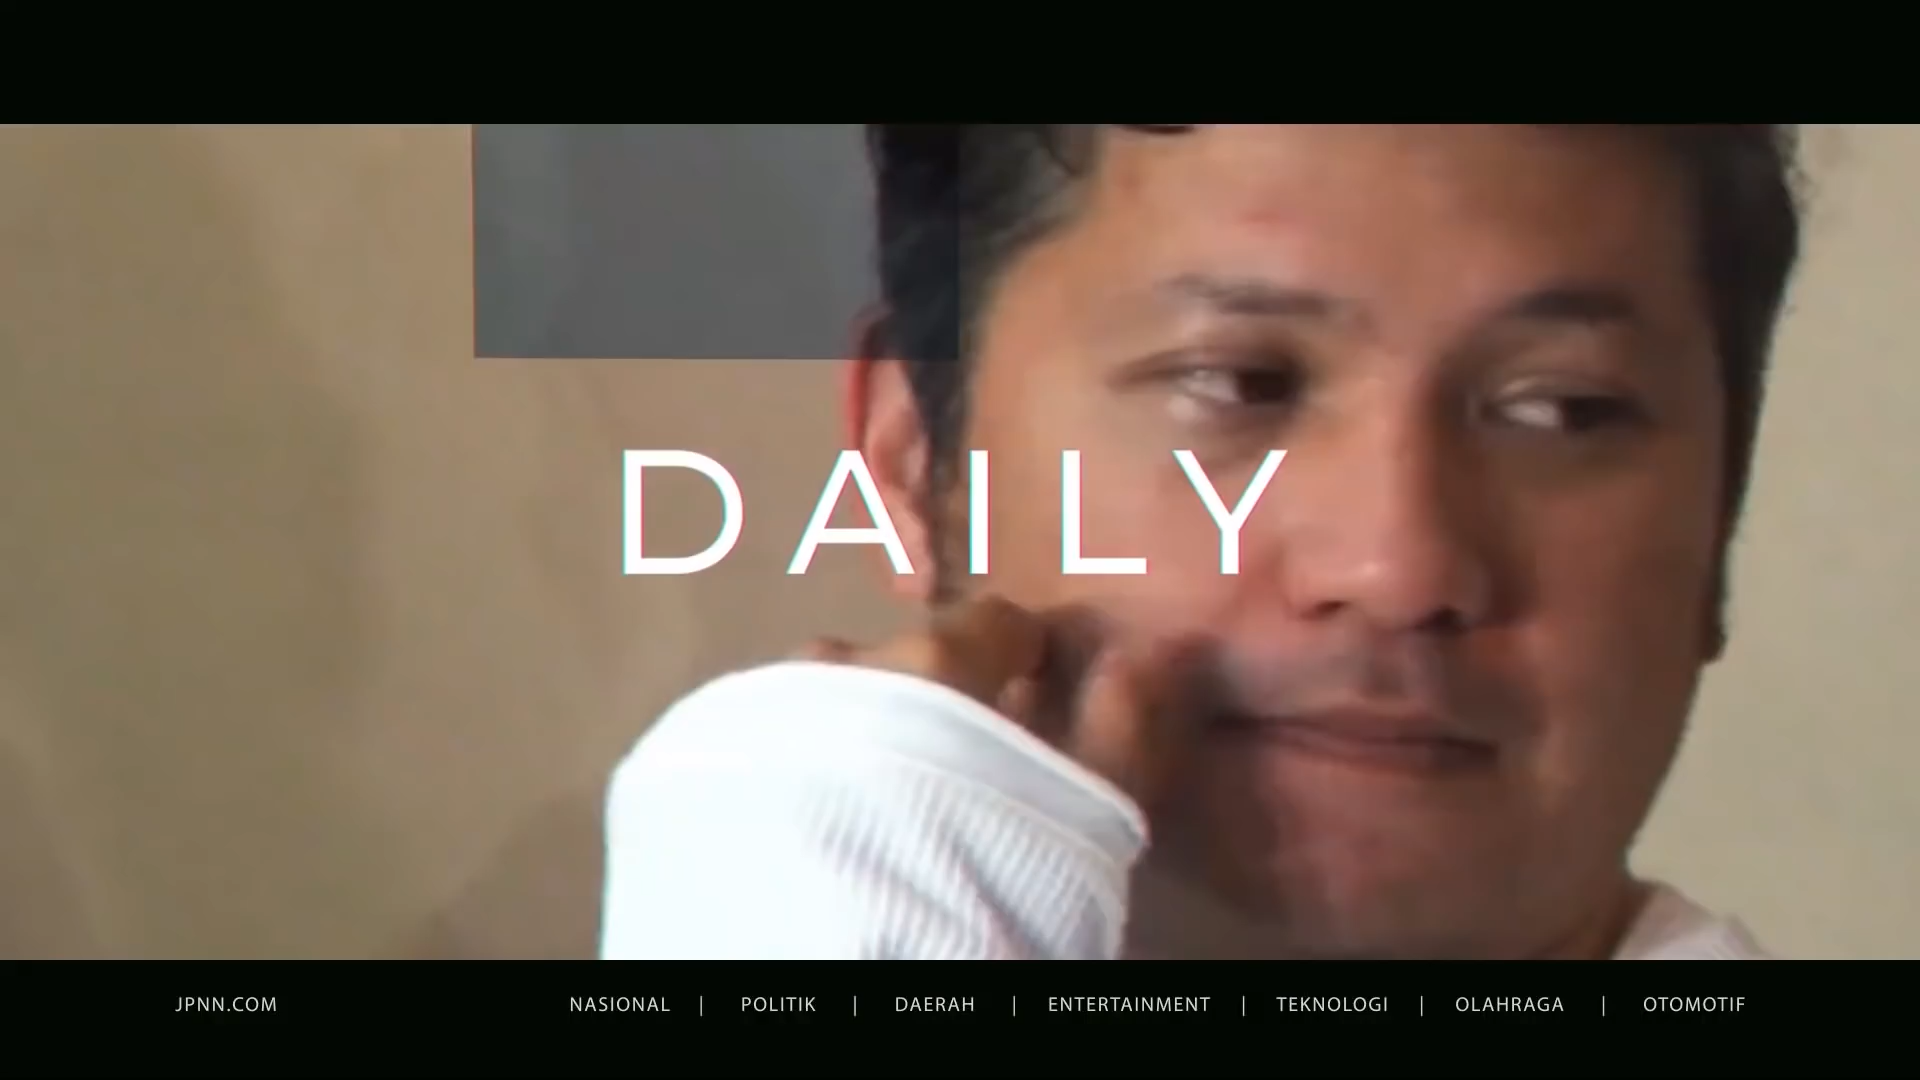 DAILY
JPNN.COM NASIONAL | POLITIK | DAERAH | ENTERTAINMENT | TEKNOLOGI | OLAHRAGA | OTOMOTIF